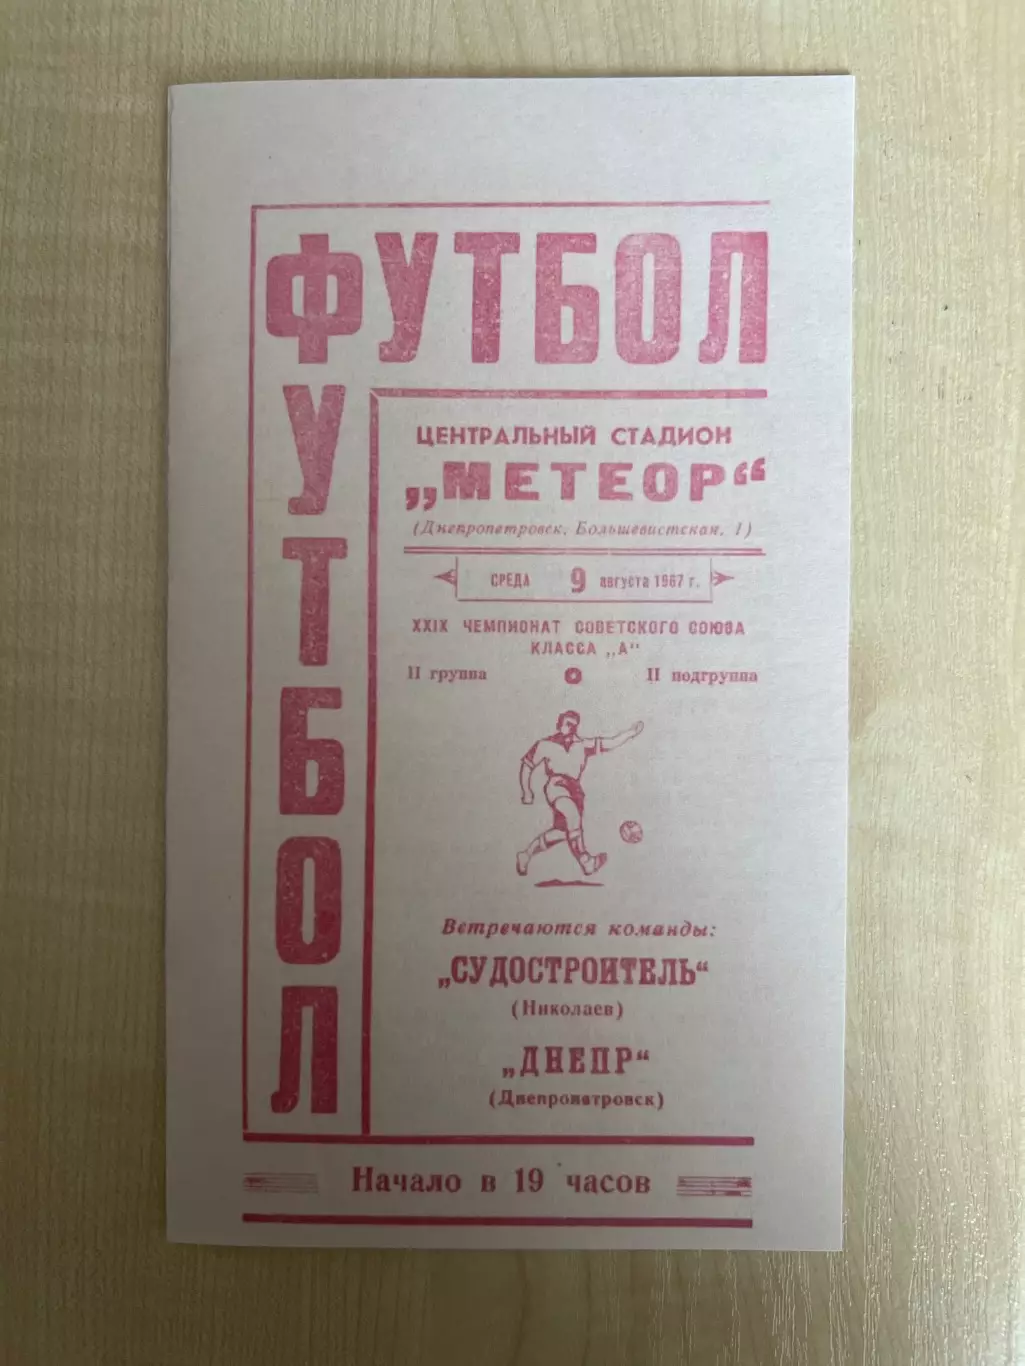 ФУТБОЛ
ФУТБОЛ
ЦЕНТРАЛЬНЫЙ СТАДИОН
„МЕТЕОР“
(Днепропетровск, Большевистская, 1)
СРЕДА 9 августа 1967 г.
XXIX ЧЕМПИОНАТ СОВЕТСКОГО СОЮЗА
КЛАССА „А“
II группа II подгруппа
Встречаются команды:
„СУДОСТРОИТЕЛЬ“
(Николаев)
„ДНЕПР“
(Днепропетровск)
Начало в 19 часов